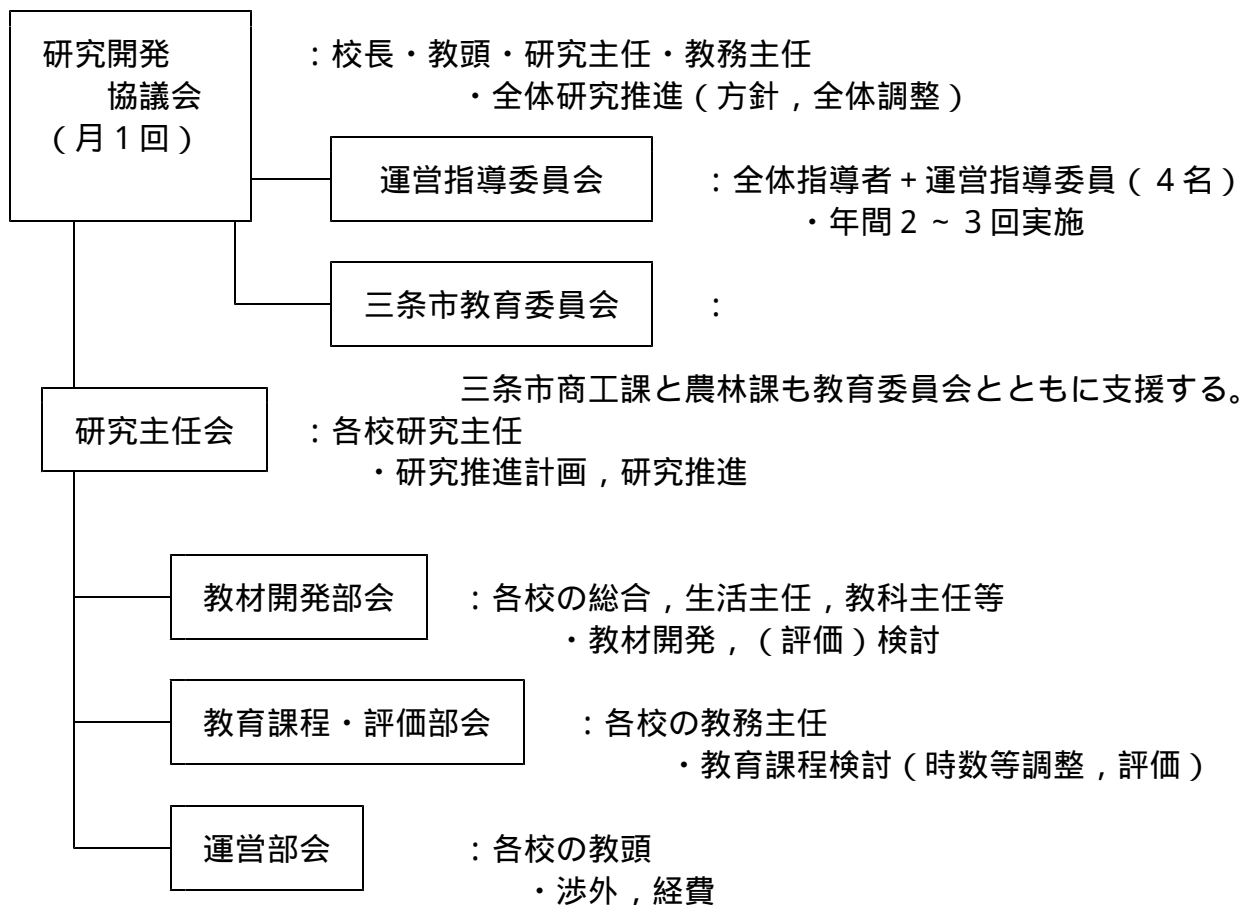 研究開発 :校長・教頭・研究主任・教務主任
協議会 ・全体研究推進(方針,全体調整)
(月1回)
運営指導委員会 :全体指導者+運営指導委員(4名)
・年間2~3回実施
三条市教育委員会 :
三条市商工課と農林課も教育委員会とともに支援する。
研究主任会 :各校研究主任
・研究推進計画,研究推進
教材開発部会 :各校の総合,生活主任,教科主任等
・教材開発,(評価)検討
教育課程・評価部会 :各校の教務主任
・教育課程検討(時数等調整,評価)
運営部会 :各校の教頭
・渉外,経費